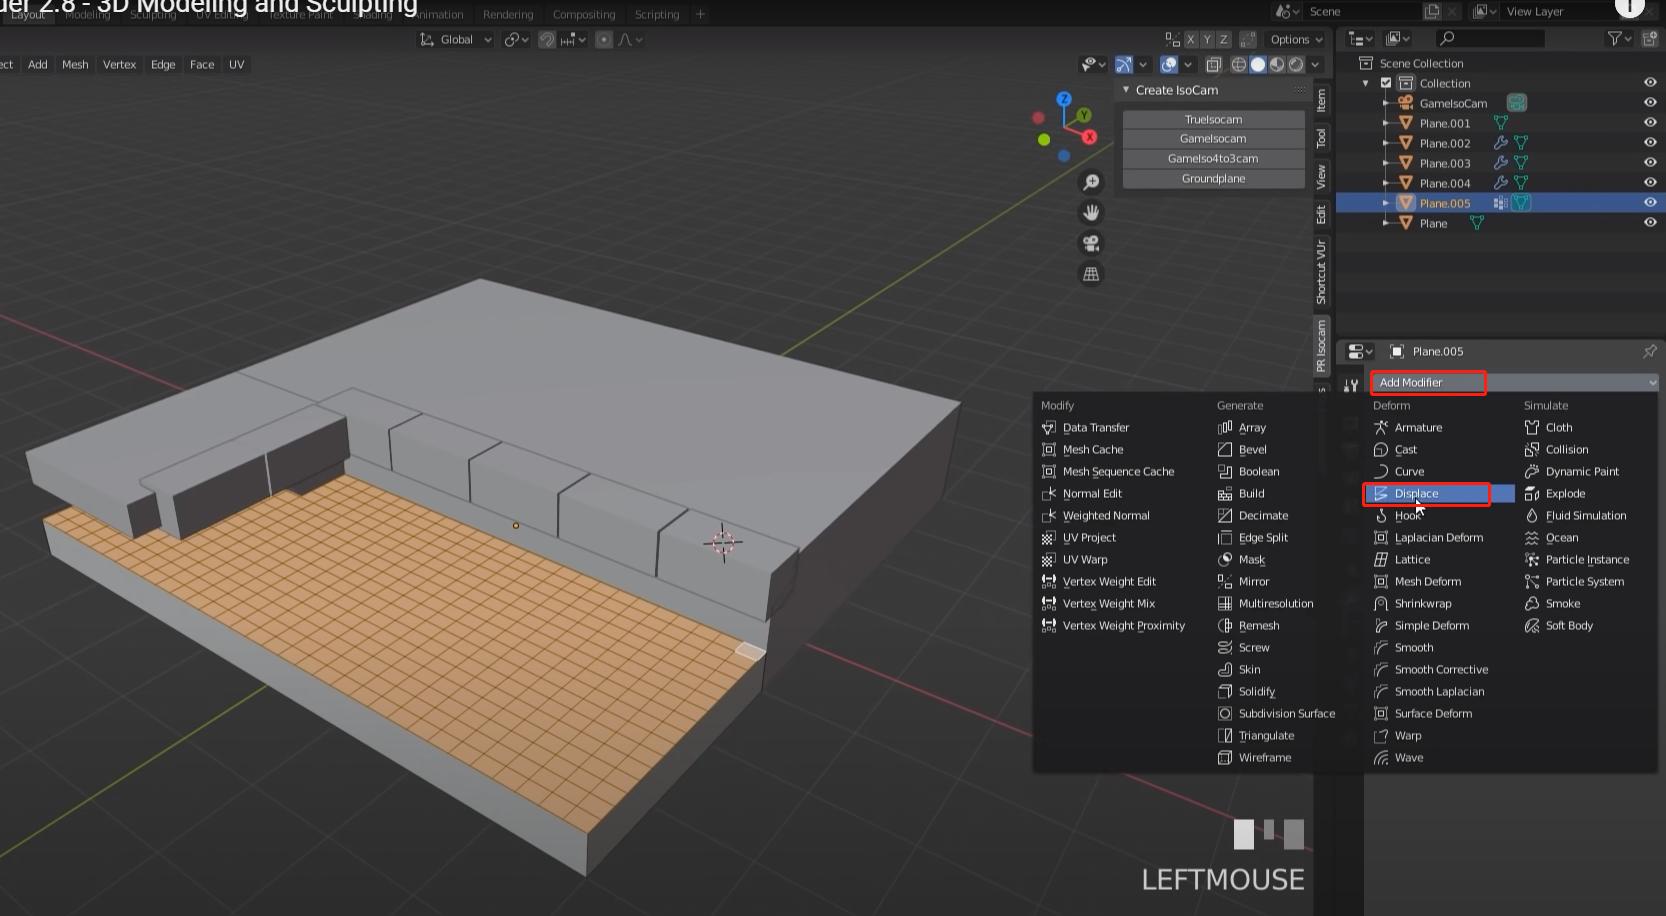 der 2.8 - 3D Modeling and Sculpting
Layout Modeling Sculpting UV Editing Texture Paint Shading Animation Rendering Compositing Scripting +
Scene
View Layer
Global
X Y Z
Options
ect Add Mesh Vertex Edge Face UV
Create IsoCam
TrueIsocam
GameIsocam
GameIso4to3cam
Groundplane
Z
Y
X
Item
Tool
View
Edit
Shortcut VUr
PR Isocam
s
Scene Collection
Collection
GameIsoCam
Plane.001
Plane.002
Plane.003
Plane.004
Plane.005
Plane
Plane.005
Add Modifier
Modify
Data Transfer
Mesh Cache
Mesh Sequence Cache
Normal Edit
Weighted Normal
UV Project
UV Warp
Vertex Weight Edit
Vertex Weight Mix
Vertex Weight Proximity
Generate
Array
Bevel
Boolean
Build
Decimate
Edge Split
Mask
Mirror
Multiresolution
Remesh
Screw
Skin
Solidify
Subdivision Surface
Triangulate
Wireframe
Deform
Armature
Cast
Curve
Displace
Hook
Laplacian Deform
Lattice
Mesh Deform
Shrinkwrap
Simple Deform
Smooth
Smooth Corrective
Smooth Laplacian
Surface Deform
Warp
Wave
Simulate
Cloth
Collision
Dynamic Paint
Explode
Fluid Simulation
Ocean
Particle Instance
Particle System
Smoke
Soft Body
LEFTMOUSE